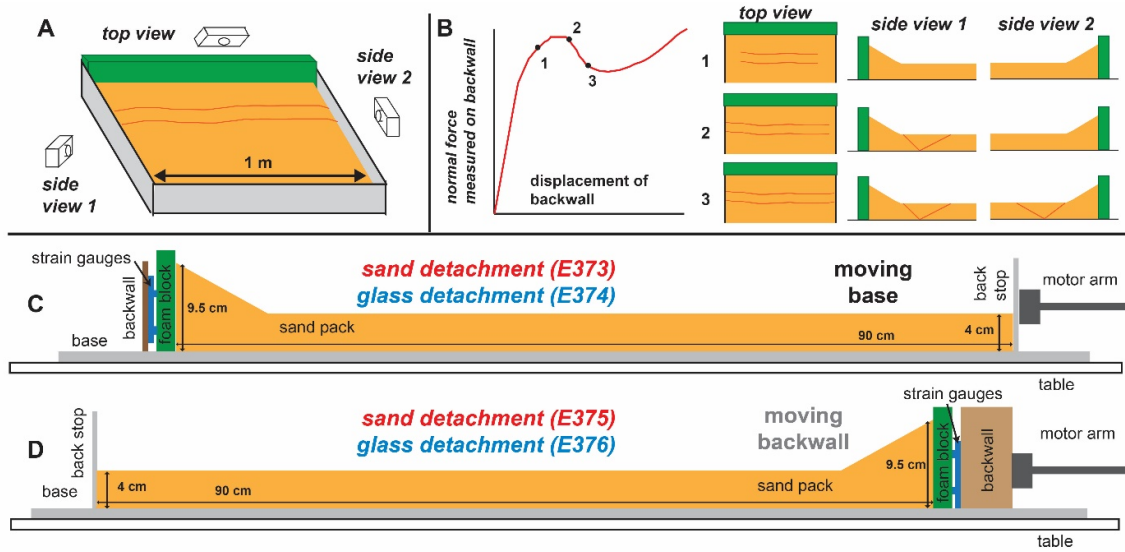 A
top view
side
view 2
side
view 1
1 m
B
normal force
measured on backwall
displacement of
backwall
1
2
3
top view
side view 1
side view 2
1
2
3
C
strain gauges
backwall
foam block
9.5 cm
sand detachment (E373)
glass detachment (E374)
moving
base
back
stop
motor arm
sand pack
90 cm
4 cm
base
table
D
back stop
sand detachment (E375)
glass detachment (E376)
moving
backwall
strain gauges
foam block
backwall
motor arm
9.5 cm
4 cm
90 cm
sand pack
base
table